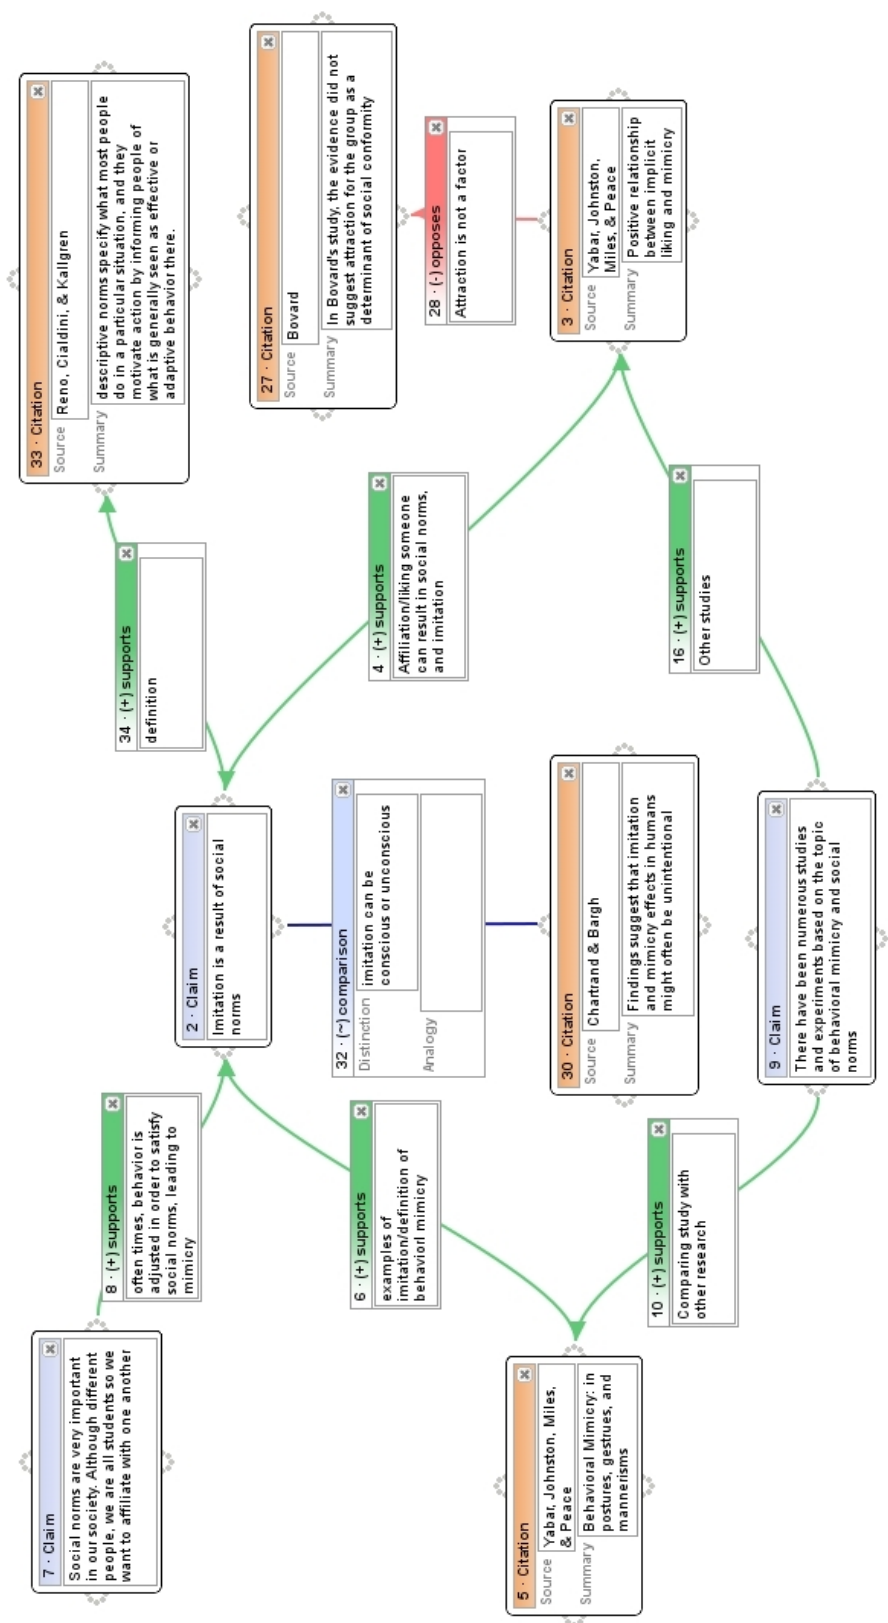 7 · Claim
Social norms are very important
in our society. Although different
people, we are all students so we
want to affiliate with one another
8 · (+) supports
often times, behavior is
adjusted in order to satisfy
social norms, leading to
mimicry
2 · Claim
Imitation is a result of social
norms
34 · (+) supports
definition
33 · Citation
Source Reno, Cialdini, & Kallgren
Summary descriptive norms specify what most people
do in a particular situation, and they
motivate action by informing people of
what is generally seen as effective or
adaptive behavior there.
27 · Citation
Source Bovard
Summary In Bovard's study, the evidence did not
suggest attraction for the group as a
determinant of social conformity
6 · (+) supports
examples of
imitation/definition of
behaviorl mimicry
32 · (~) comparison
Distinction imitation can be
conscious or unconscious
Analogy
4 · (+) supports
Affiliation/liking someone
can result in social norms,
and imitation
28 · (-) opposes
Attraction is not a factor
5 · Citation
Source Yabar, Johnston, Miles,
& Peace
Summary Behavioral Mimicry: in
postures, gestrues, and
mannerisms
30 · Citation
Source Chartrand & Bargh
Summary Findings suggest that imitation
and mimicry effects in humans
might often be unintentional
3 · Citation
Source Yabar, Johnston,
Miles, & Peace
Summary Positive relationship
between implicit
liking and mimicry
10 · (+) supports
Comparing study with
other research
16 · (+) supports
Other studies
9 · Claim
There have been numerous studies
and experiments based on the topic
of behavioral mimicry and social
norms